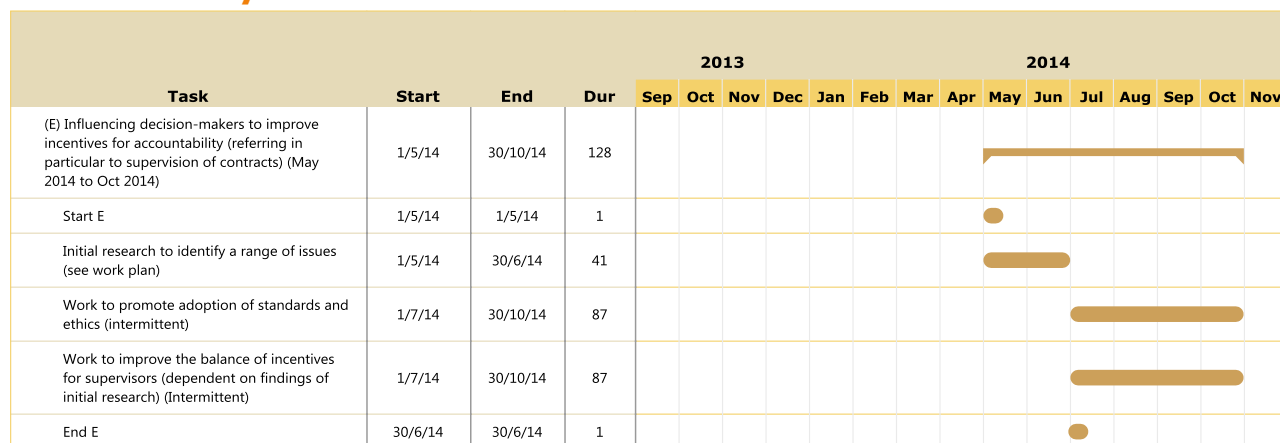 2013 2014
Task Start End Dur Sep Oct Nov Dec Jan Feb Mar Apr May Jun Jul Aug Sep Oct Nov
(E) Influencing decision-makers to improve
incentives for accountability (referring in
particular to supervision of contracts) (May
2014 to Oct 2014)
1/5/14 30/10/14 128
Start E 1/5/14 1/5/14 1
Initial research to identify a range of issues
(see work plan)
1/5/14 30/6/14 41
Work to promote adoption of standards and
ethics (intermittent)
1/7/14 30/10/14 87
Work to improve the balance of incentives
for supervisors (dependent on findings of
initial research) (Intermittent)
1/7/14 30/10/14 87
End E 30/6/14 30/6/14 1